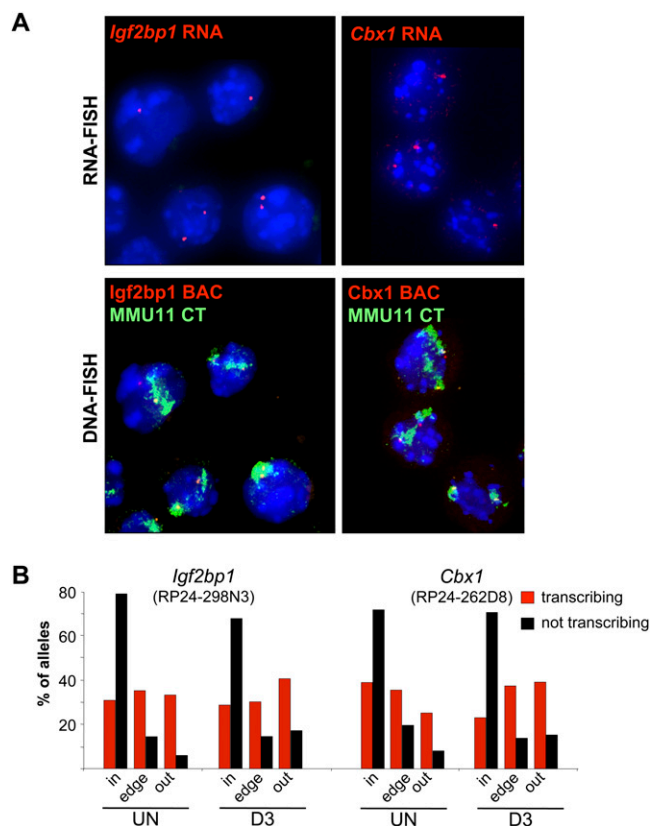 A
Igf2bp1 RNA
Cbx1 RNA
RNA-FISH
Igf2bp1 BAC
MMU11 CT
Cbx1 BAC
MMU11 CT
DNA-FISH
B
Igf2bp1
(RP24-298N3)
Cbx1
(RP24-262D8)
transcribing
not transcribing
% of alleles
80
60
40
20
in edge out in edge out in edge out in edge out
UN D3 UN D3